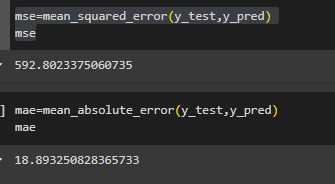 mse=mean_squared_error(y_test,y_pred)
mse
592.8023375060735
] mae=mean_absolute_error(y_test,y_pred)
mae
18.893250828365733